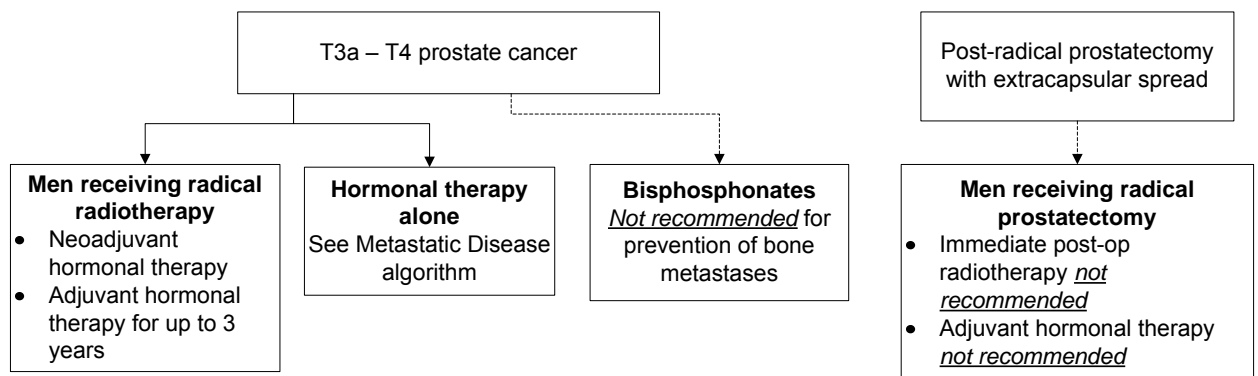 T3a – T4 prostate cancer
Post-radical prostatectomy
with extracapsular spread
Men receiving radical
radiotherapy
• Neoadjuvant
hormonal therapy
• Adjuvant hormonal
therapy for up to 3
years
Hormonal therapy
alone
See Metastatic Disease
algorithm
Bisphosphonates
Not recommended for
prevention of bone
metastases
Men receiving radical
prostatectomy
• Immediate post-op
radiotherapy not
recommended
• Adjuvant hormonal therapy
not recommended